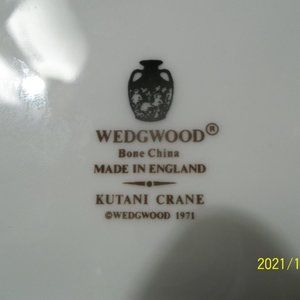 WEDGWOOD®
Bone China
MADE IN ENGLAND
KUTANI CRANE
©WEDGWOOD 1971
2021/1